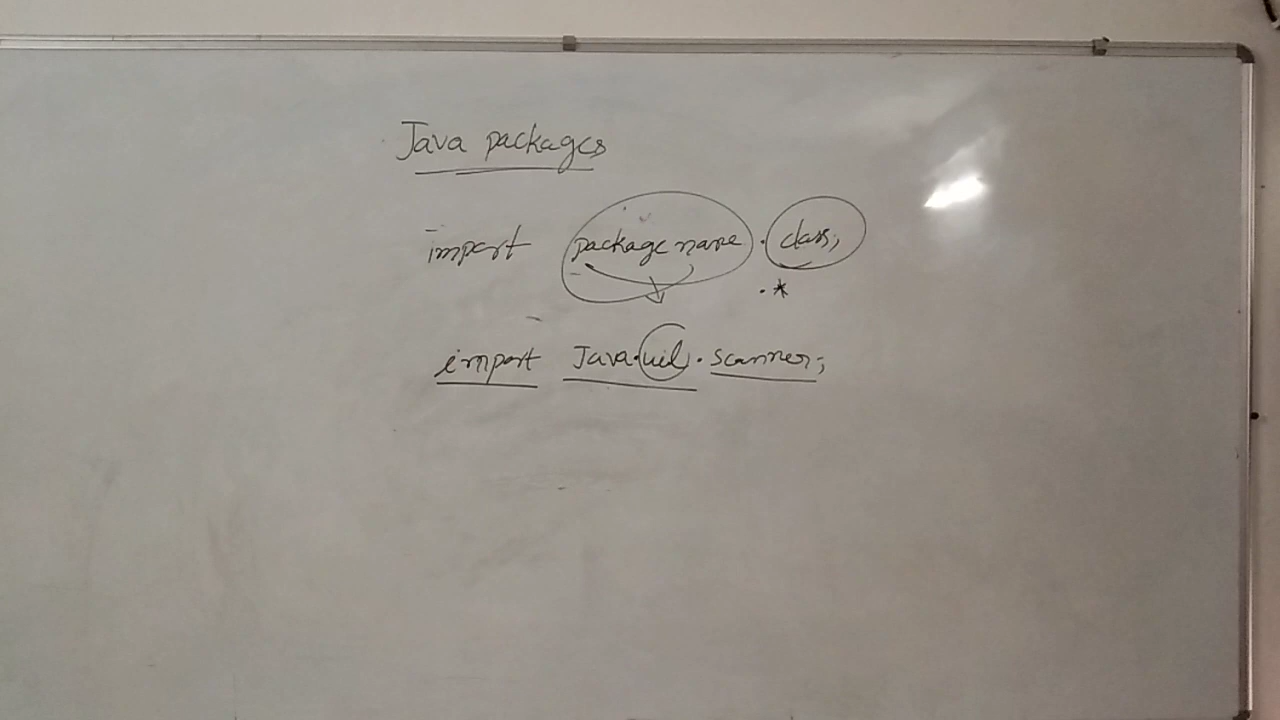 Java packages
import package name . class;
. *
import Java.util.scanner;